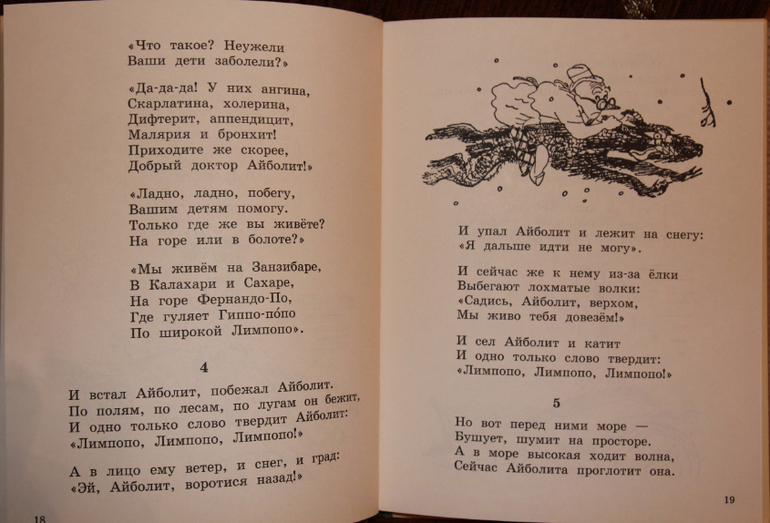 «Что такое? Неужели
Ваши дети заболели?»
«Да-да-да! У них ангина,
Скарлатина, холерина,
Дифтерит, аппендицит,
Малярия и бронхит!
Приходите же скорее,
Добрый доктор Айболит!»
«Ладно, ладно, побегу,
Вашим детям помогу.
Только где же вы живёте?
На горе или в болоте?»
«Мы живём на Занзибаре,
В Калахари и Сахаре,
На горе Фернандо-По,
Где гуляет Гиппо-по́по
По широкой Лимпопо».
4
И встал Айболит, побежал Айболит.
По полям, по лесам, по лугам он бежит,
И одно только слово твердит Айболит:
«Лимпопо, Лимпопо, Лимпопо!»
А в лицо ему ветер, и снег, и град:
«Эй, Айболит, воротися назад!»
18
И упал Айболит и лежит на снегу:
«Я дальше идти не могу».
И сейчас же к нему из-за ёлки
Выбегают лохматые волки:
«Садись, Айболит, верхом,
Мы живо тебя довезём!»
И сел Айболит и катит
И одно только слово твердит:
«Лимпопо, Лимпопо, Лимпопо!»
5
Но вот перед ними море —
Бушует, шумит на просторе.
А в море высокая ходит волна,
Сейчас Айболита проглотит она.
19